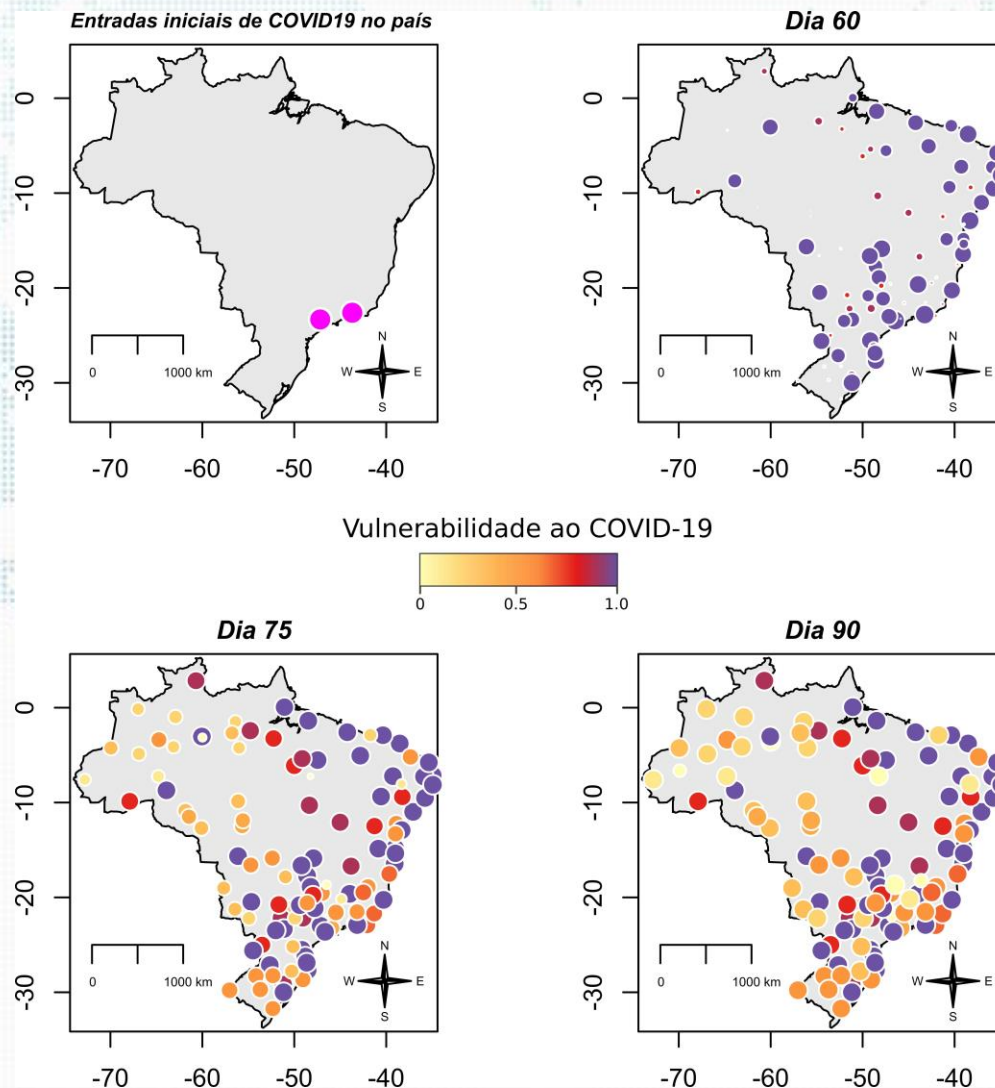 Entradas iniciais de COVID19 no país
Dia 60
0
-10
-20
-30
0
1000 km
N
W
E
S
-70
-60
-50
-40
0
-10
-20
-30
0
1000 km
N
W
E
S
-70
-60
-50
-40
Vulnerabilidade ao COVID-19
0
0.5
1.0
Dia 75
Dia 90
0
-10
-20
-30
0
1000 km
N
W
E
S
-70
-60
-50
-40
0
-10
-20
-30
0
1000 km
N
W
E
S
-70
-60
-50
-40